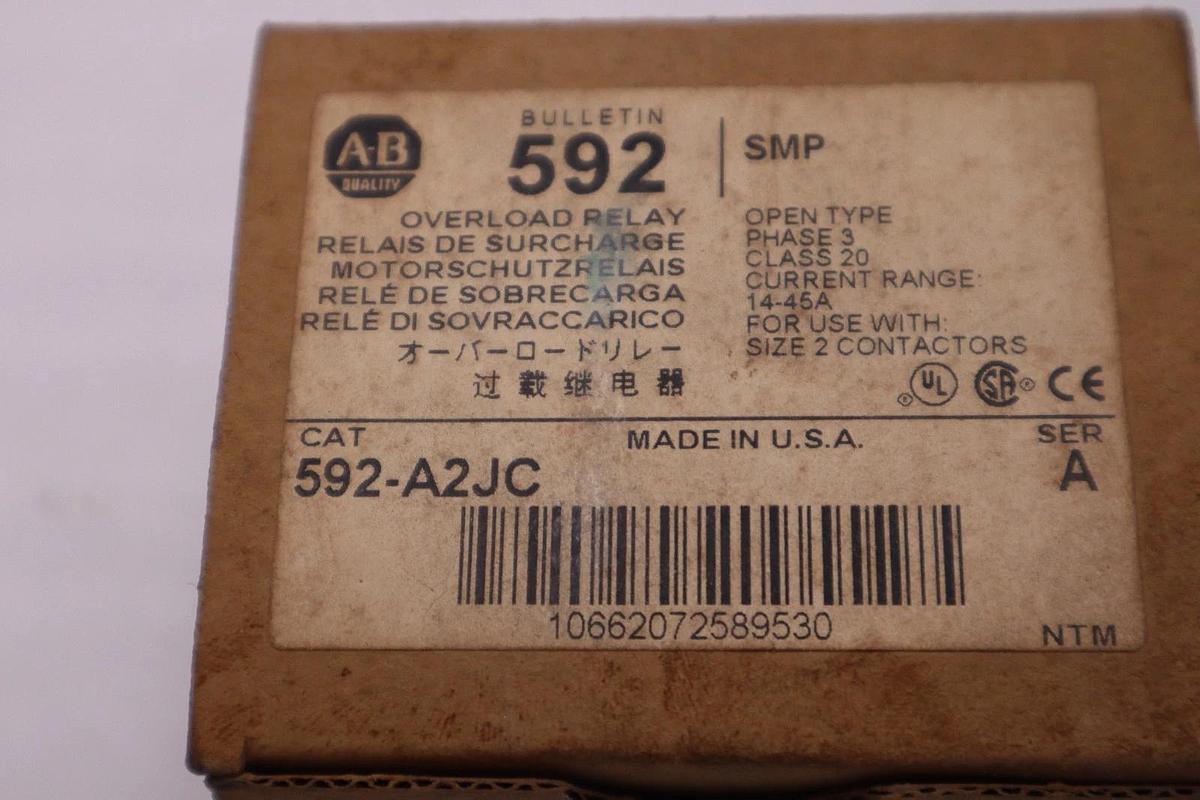 A-B
QUALITY
BULLETIN
592
OVERLOAD RELAY
RELAIS DE SURCHARGE
MOTORSCHUTZRELAIS
RELÉ DE SOBRECARGA
RELÉ DI SOVRACCARICO
オーバーロードリレー
过载继电器
SMP
OPEN TYPE
PHASE 3
CLASS 20
CURRENT RANGE:
14-45A
FOR USE WITH:
SIZE 2 CONTACTORS
® UL SA ® CE
CAT
592-A2JC
MADE IN U.S.A.
SER
A
10662072589530
NTM